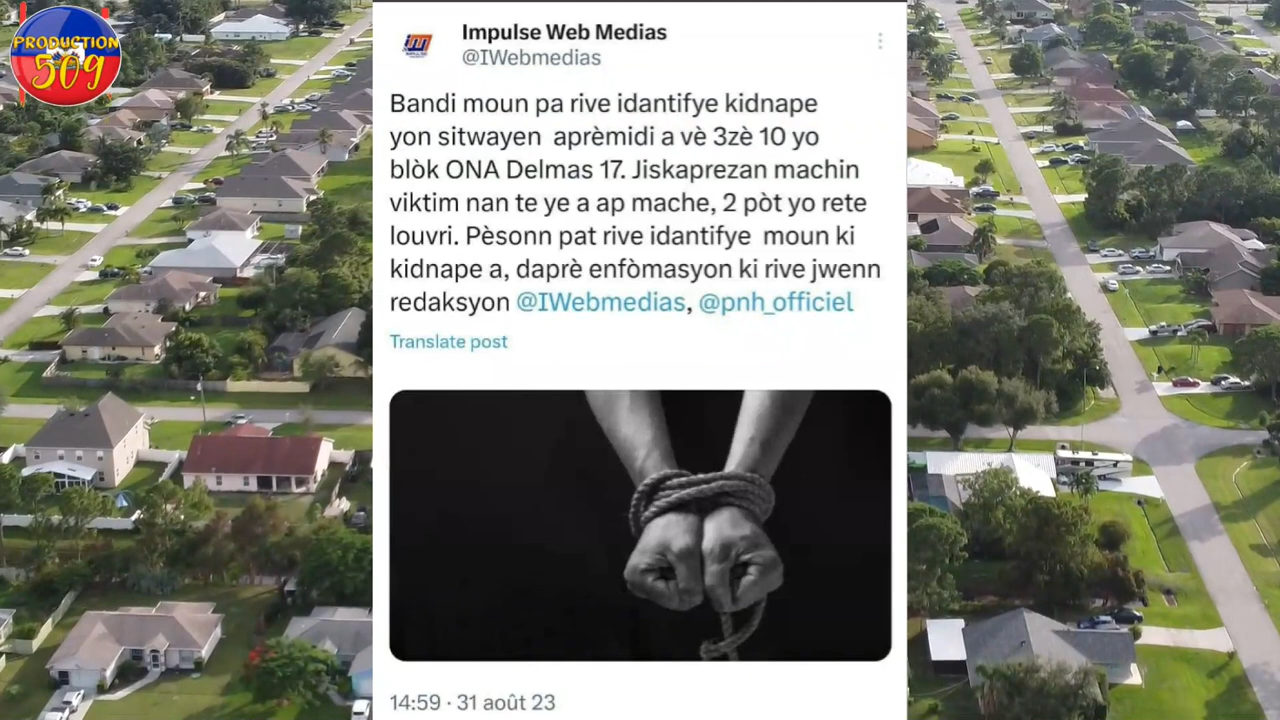 PRODUCTION
509
Impulse Web Medias
@IWebmedias
Bandi moun pa rive idantifye kidnape
yon sitwayen aprèmidi a vè 3zè 10 yo
blòk ONA Delmas 17. Jiskaprezan machin
viktim nan te ye a ap mache, 2 pòt yo rete
louvri. Pèsonn pat rive idantifye moun ki
kidnape a, daprè enfòmasyon ki rive jwenn
redaksyon @IWebmedias, @pnh_officiel
Translate post
14:59 · 31 août 23